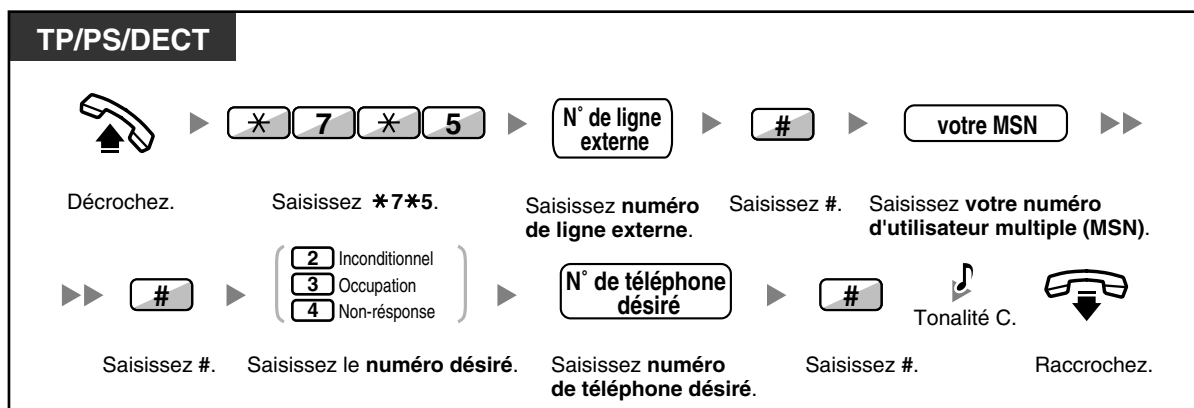 TP/PS/DECT
* 7 * 5
N° de ligne
externe
#
votre MSN
Décrochez.
Saisissez *7*5.
Saisissez numéro
de ligne externe.
Saisissez #.
Saisissez votre numéro
d'utilisateur multiple (MSN).
#
2 Inconditionnel
3 Occupation
4 Non-résponse
N° de téléphone
désiré
#
Tonalité C.
Saisissez #.
Saisissez le numéro désiré.
Saisissez numéro
de téléphone désiré.
Saisissez #.
Raccrochez.